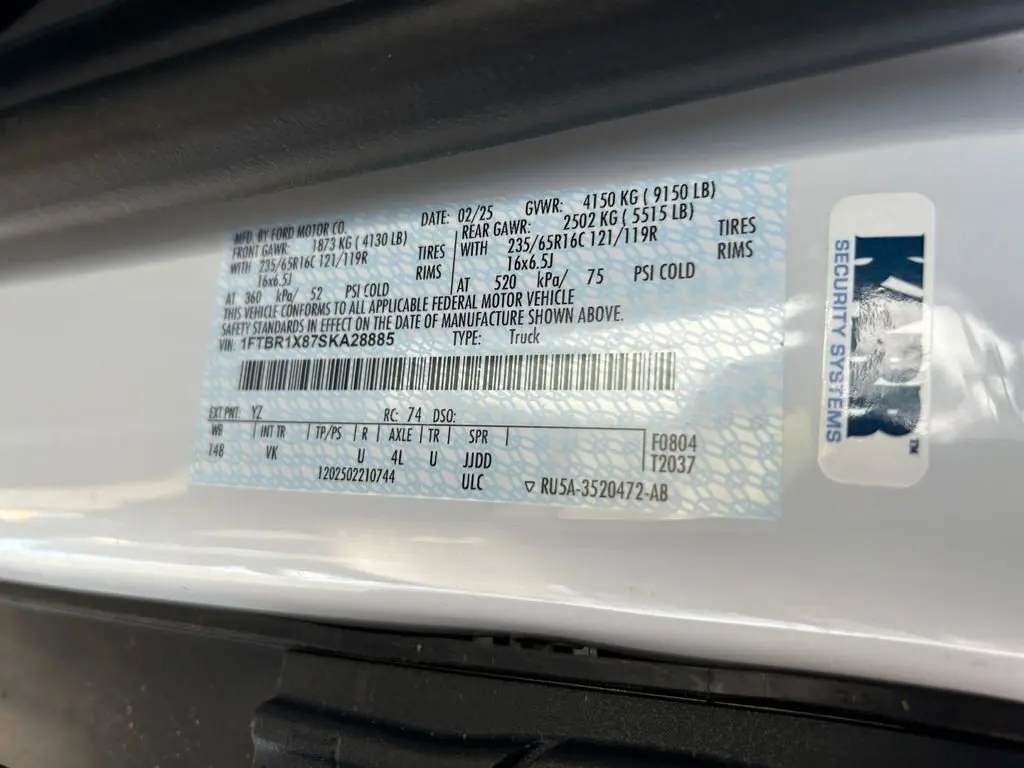 MFD. BY FORD MOTOR CO.
DATE: 02/25 GVWR: 4150 KG ( 9150 LB)
FRONT GAWR: 1873 KG ( 4130 LB) REAR GAWR: 2502 KG ( 5515 LB)
WITH 235/65R16C 121/119R TIRES WITH 235/65R16C 121/119R TIRES
16x6.5J RIMS 16x6.5J RIMS
AT 360 kPa/ 52 PSI COLD AT 520 kPa/ 75 PSI COLD
THIS VEHICLE CONFORMS TO ALL APPLICABLE FEDERAL MOTOR VEHICLE
SAFETY STANDARDS IN EFFECT ON THE DATE OF MANUFACTURE SHOWN ABOVE.
VIN: 1FTBR1X87SKA28885 TYPE: Truck
EXT PNT: YZ RC: 74 DSO:
WB INT TR TP/PS R AXLE TR SPR F0804
148 VK U 4L U JJDD T2037
1202502210744 ULC ▽ RU5A-3520472-AB
KARR™
SECURITY SYSTEMS